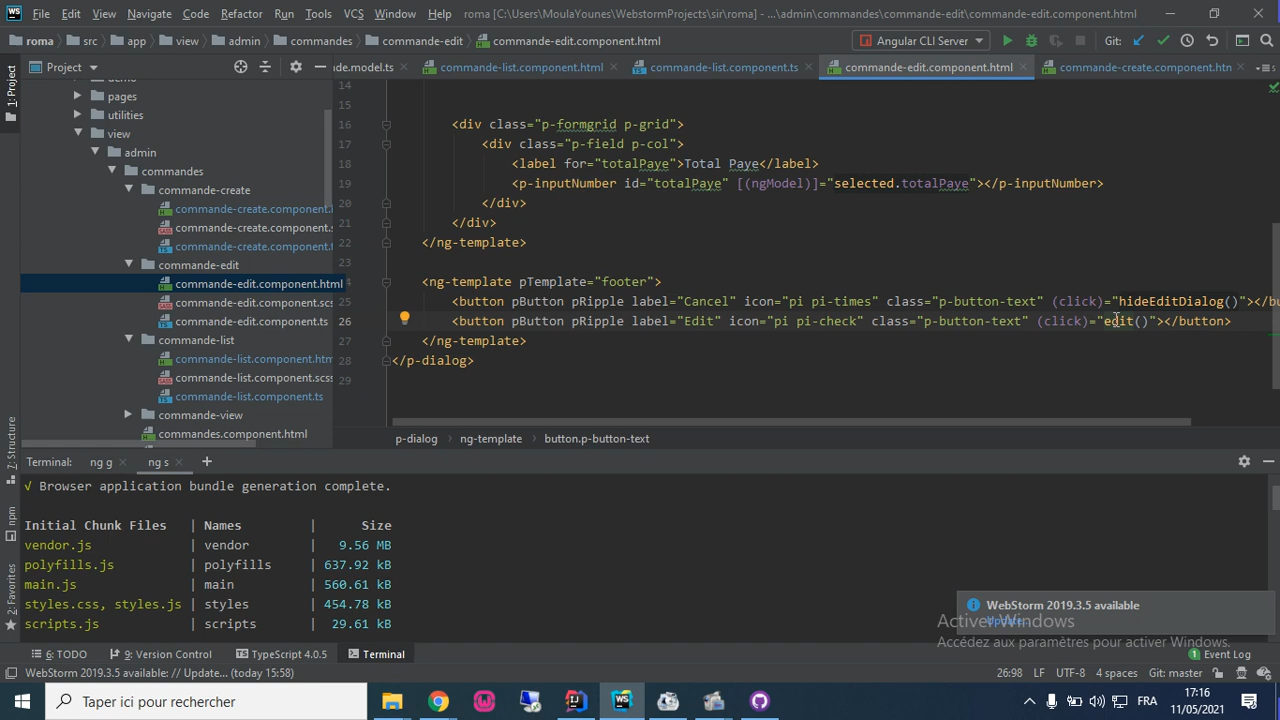 File Edit View Navigate Code Refactor Run Tools VCS Window Help roma [C:\Users\MoulaYounes\WebstormProjects\sir\roma] - ...\admin\commandes\commande-edit\commande-edit.component.html
roma src app view admin commandes commande-edit commande-edit.component.html Angular CLI Server Git:
1: Project
Project
de.model.ts commande-list.component.html commande-list.component.ts commande-edit.component.html commande-create.component.htn
pages
utilities
view
admin
commandes
commande-create
commande-create.component.
commande-create.component.s
commande-create.component.t
commande-edit
commande-edit.component.html
commande-edit.component.scs
commande-edit.component.ts
commande-list
commande-list.component.html
commande-list.component.scss
commande-list.component.ts
commande-view
commandes.component.html
14
15
16 <div class="p-formgrid p-grid">
17 <div class="p-field p-col">
18 <label for="totalPaye">Total Paye</label>
19 <p-inputNumber id="totalPaye" [(ngModel)]="selected.totalPaye"></p-inputNumber>
20 </div>
21 </div>
22 </ng-template>
23
4 <ng-template pTemplate="footer">
25 <button pButton pRipple label="Cancel" icon="pi pi-times" class="p-button-text" (click)="hideEditDialog()"></bu
26 <button pButton pRipple label="Edit" icon="pi pi-check" class="p-button-text" (click)="edit()"></button>
27 </ng-template>
28 </p-dialog>
29
p-dialog ng-template button.p-button-text
Terminal: ng g ng s +
√ Browser application bundle generation complete.
Initial Chunk Files | Names | Size
vendor.js | vendor | 9.56 MB
polyfills.js | polyfills | 637.92 kB
main.js | main | 560.61 kB
styles.css, styles.js | styles | 454.78 kB
scripts.js | scripts | 29.61 kB
7: Structure
npm
2: Favorites
WebStorm 2019.3.5 available
Update...
Activer Windows
Accédez aux paramètres pour activer Windows.
6: TODO 9: Version Control TypeScript 4.0.5 Terminal 1 Event Log
WebStorm 2019.3.5 available: // Update... (today 15:58) 26:98 LF UTF-8 4 spaces Git: master
Taper ici pour rechercher FRA 17:16
11/05/2021